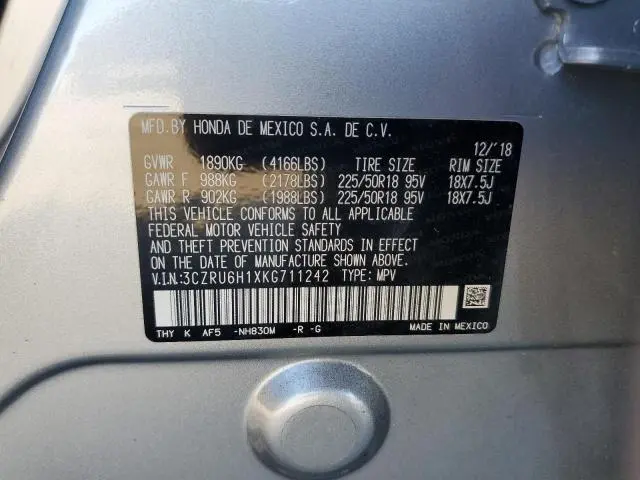 MFD.BY HONDA DE MEXICO S.A. DE C.V.
12/'18
GVWR 1890KG (4166LBS) TIRE SIZE RIM SIZE
GAWR F 988KG (2178LBS) 225/50R18 95V 18X7.5J
GAWR R 902KG (1988LBS) 225/50R18 95V 18X7.5J
THIS VEHICLE CONFORMS TO ALL APPLICABLE
FEDERAL MOTOR VEHICLE SAFETY
AND THEFT PREVENTION STANDARDS IN EFFECT
ON THE DATE OF MANUFACTURE SHOWN ABOVE.
V.I.N:3CZRU6H1XKG711242 TYPE: MPV
THY K AF5 -NH830M -R -G MADE IN MEXICO